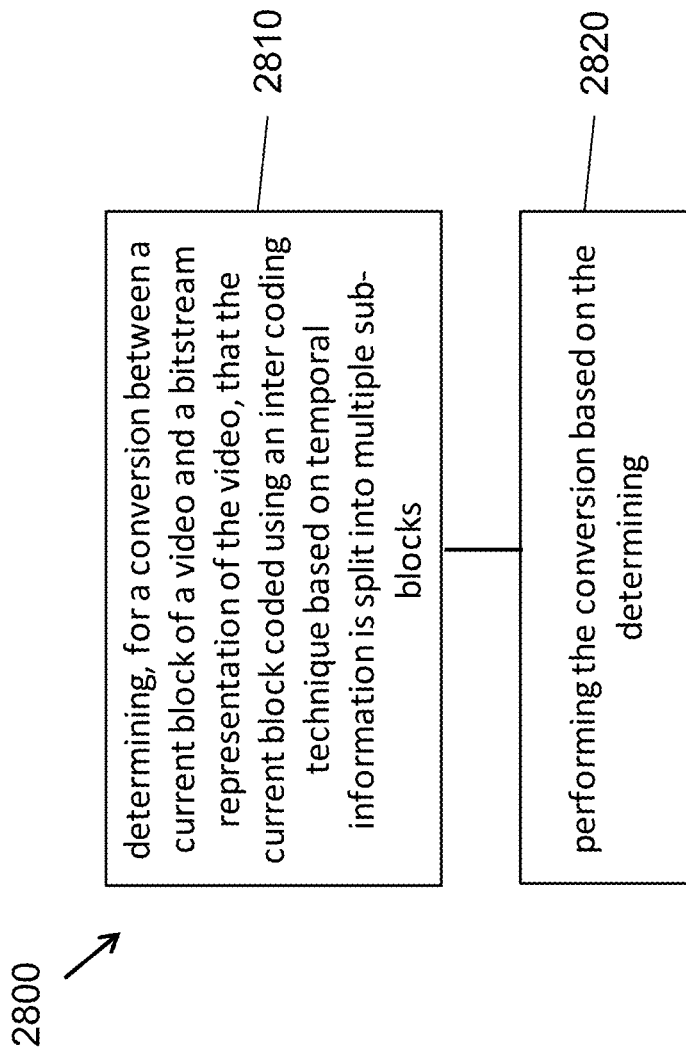 2800
determining, for a conversion between a
current block of a video and a bitstream
representation of the video, that the
current block coded using an inter coding
technique based on temporal
information is split into multiple sub-
blocks
2810
performing the conversion based on the
determining
2820